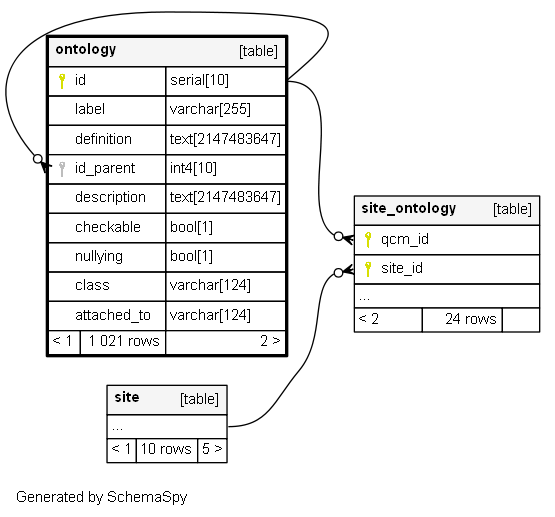 ontology [table]
id serial[10]
label varchar[255]
definition text[2147483647]
id_parent int4[10]
description text[2147483647]
checkable bool[1]
nullying bool[1]
class varchar[124]
attached_to varchar[124]
< 1 1 021 rows 2 >
site_ontology [table]
qcm_id
site_id
...
< 2 24 rows
site [table]
...
< 1 10 rows 5 >
Generated by SchemaSpy